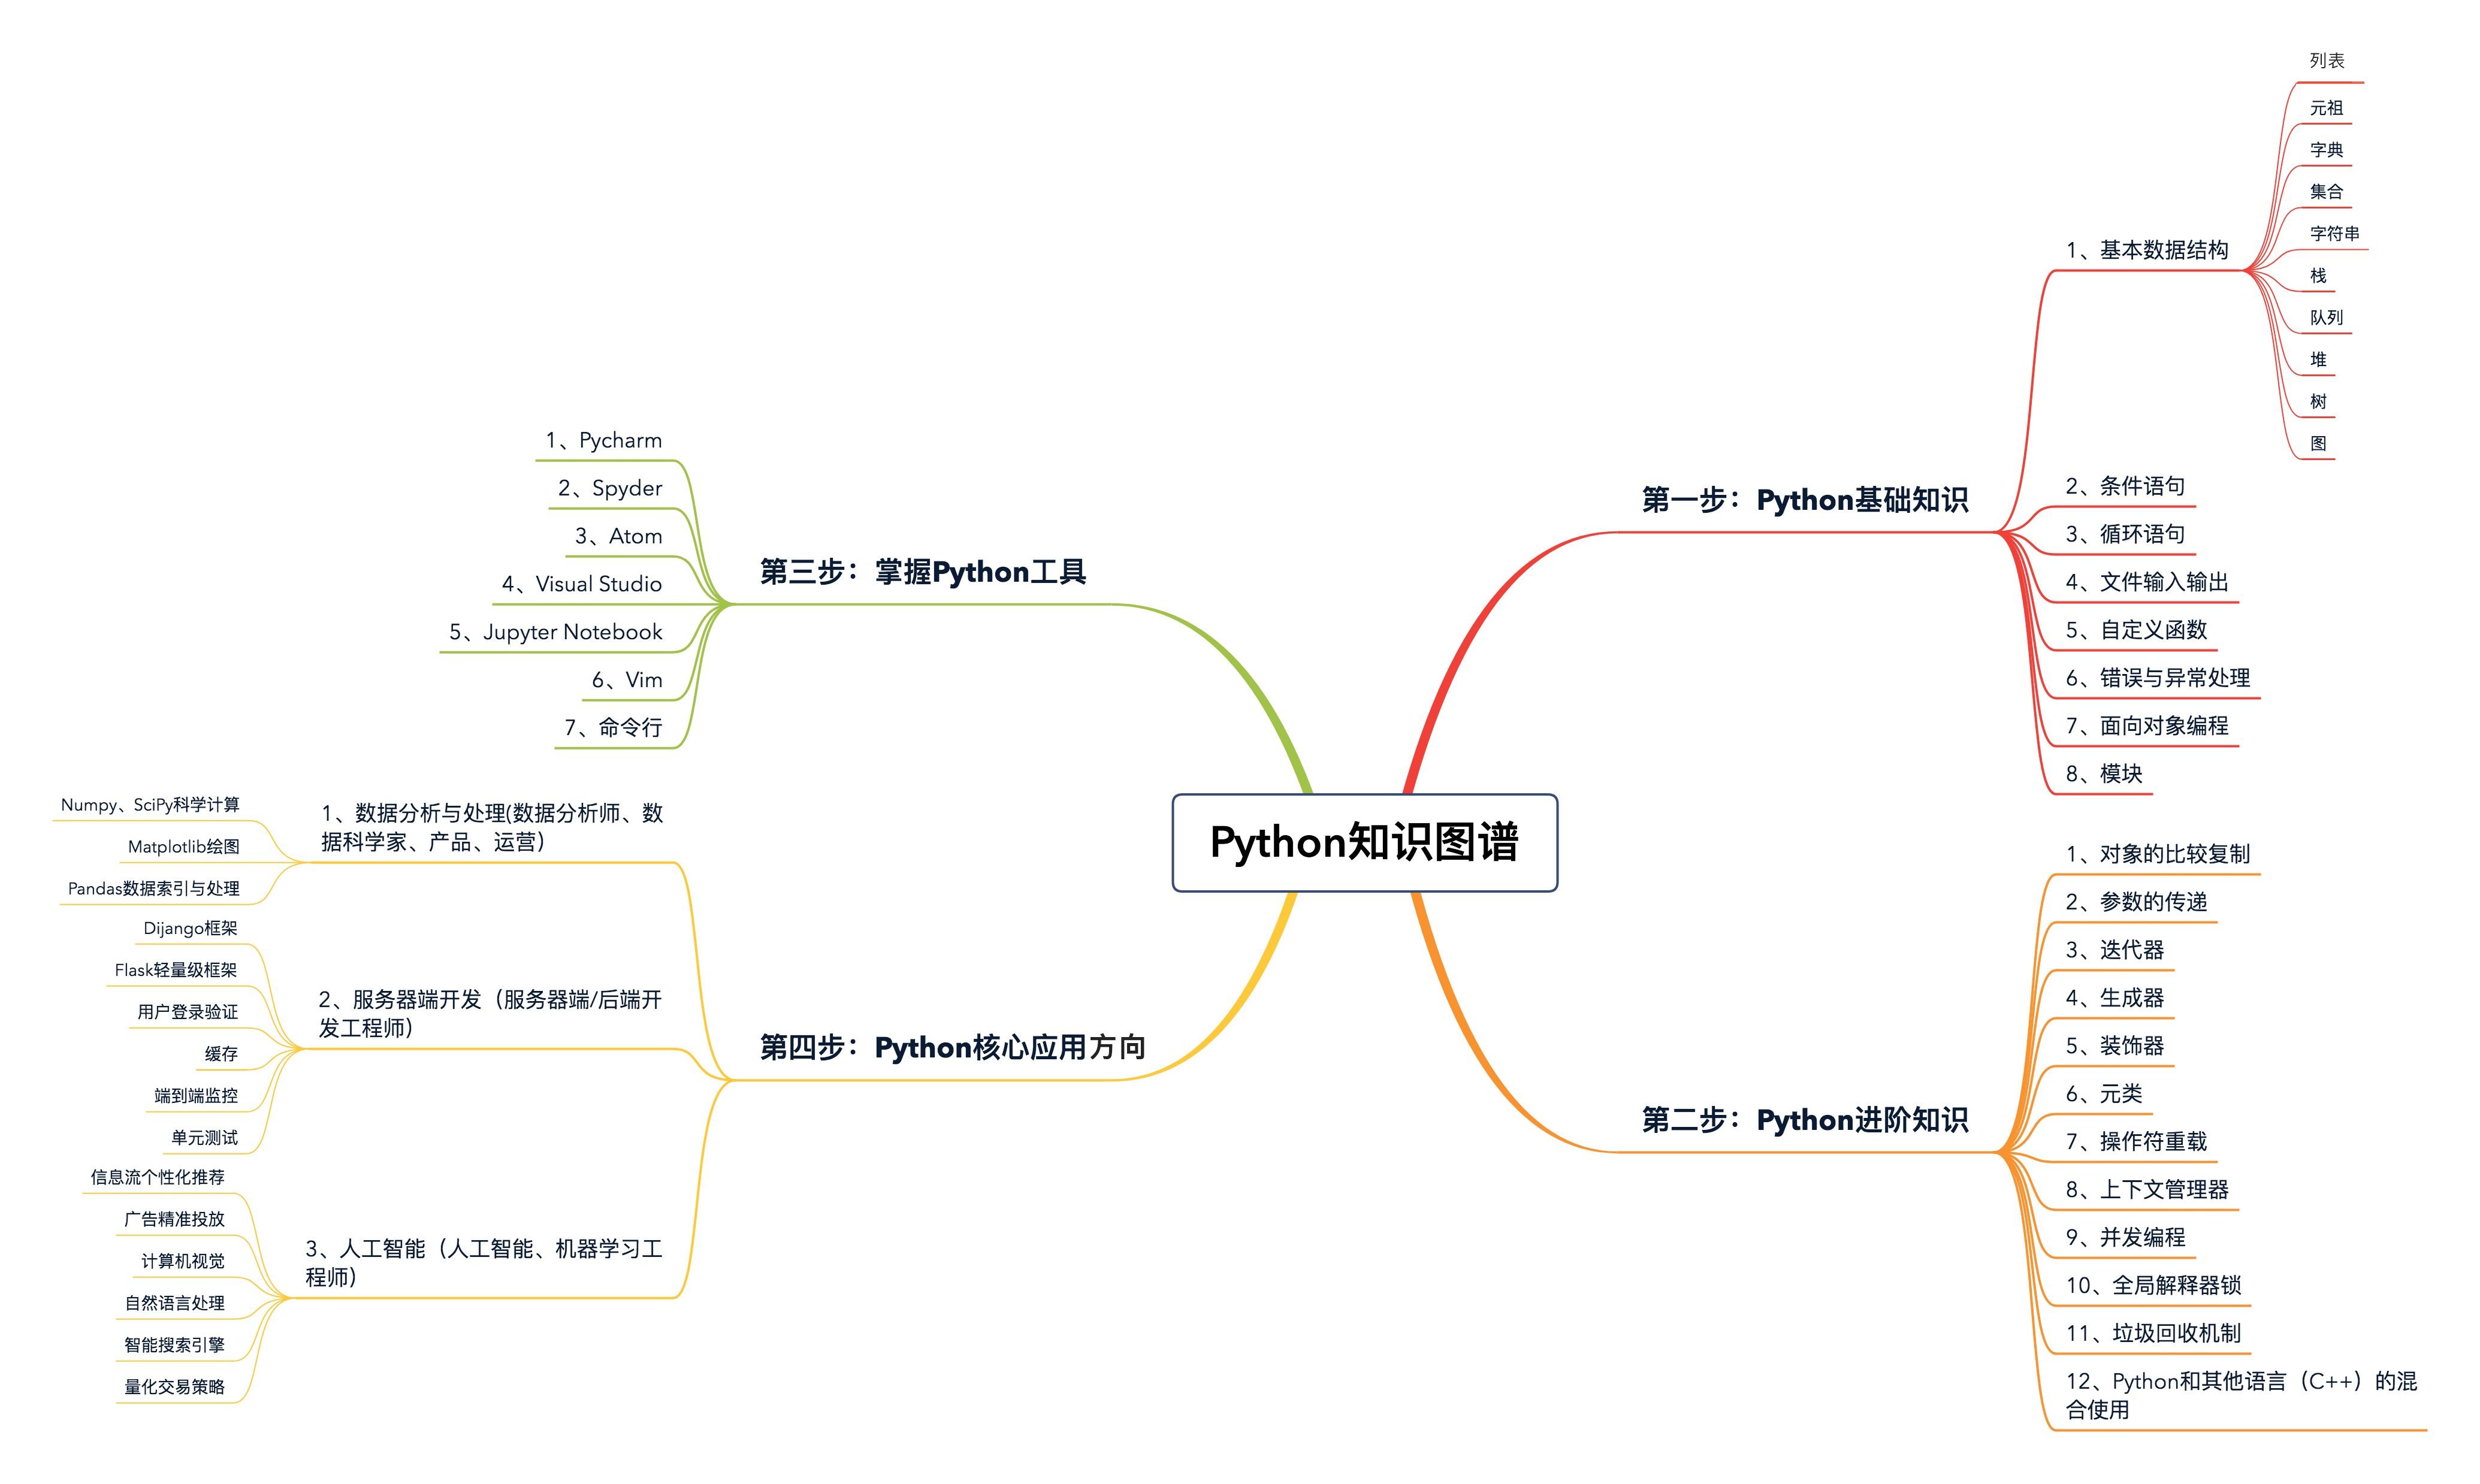 Python知识图谱
第一步：Python基础知识
1、基本数据结构
列表
元祖
字典
集合
字符串
栈
队列
堆
树
图
2、条件语句
3、循环语句
4、文件输入输出
5、自定义函数
6、错误与异常处理
7、面向对象编程
8、模块
第二步：Python进阶知识
1、对象的比较复制
2、参数的传递
3、迭代器
4、生成器
5、装饰器
6、元类
7、操作符重载
8、上下文管理器
9、并发编程
10、全局解释器锁
11、垃圾回收机制
12、Python和其他语言（C++）的混
合使用
第三步：掌握Python工具
1、Pycharm
2、Spyder
3、Atom
4、Visual Studio
5、Jupyter Notebook
6、Vim
7、命令行
第四步：Python核心应用方向
1、数据分析与处理(数据分析师、数
据科学家、产品、运营）
Numpy、SciPy科学计算
Matplotlib绘图
Pandas数据索引与处理
2、服务器端开发（服务器端/后端开
发工程师）
Dijango框架
Flask轻量级框架
用户登录验证
缓存
端到端监控
单元测试
3、人工智能（人工智能、机器学习工
程师）
信息流个性化推荐
广告精准投放
计算机视觉
自然语言处理
智能搜索引擎
量化交易策略